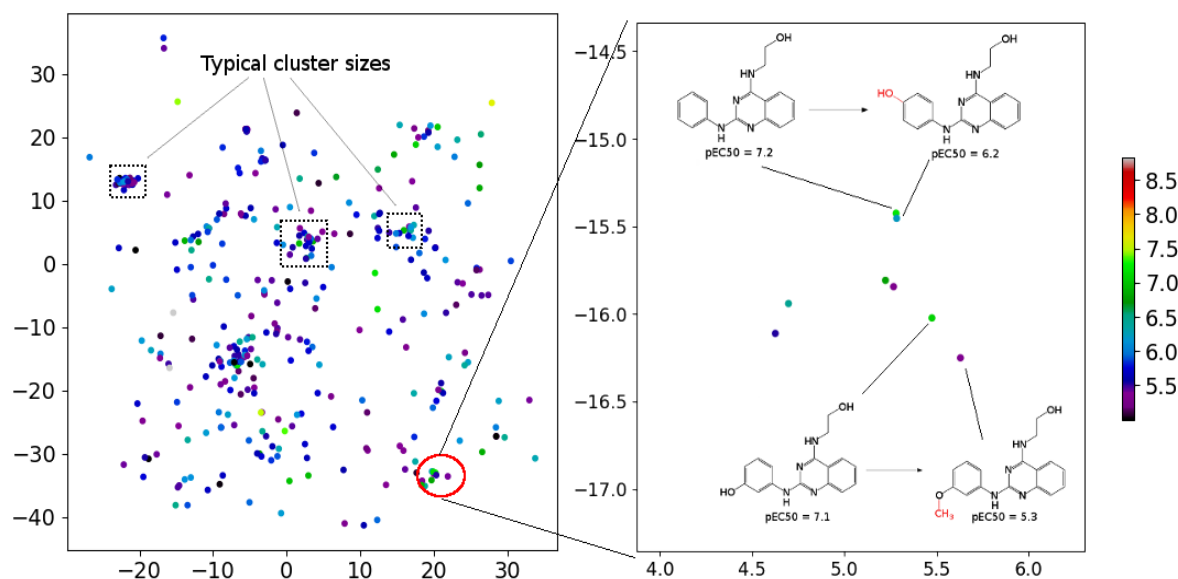 Typical cluster sizes
30
20
10
0
−10
−20
−30
−40
−20
−10
0
10
20
30
−14.5
−15.0
−15.5
−16.0
−16.5
−17.0
4.0
4.5
5.0
5.5
6.0
OH
HN
N
N
N
H
pEC50 = 7.2
OH
HN
HO
N
N
N
H
pEC50 = 6.2
OH
HN
N
N
HO
N
H
pEC50 = 7.1
OH
HN
N
N
O
N
H
CH3
pEC50 = 5.3
8.5
8.0
7.5
7.0
6.5
6.0
5.5